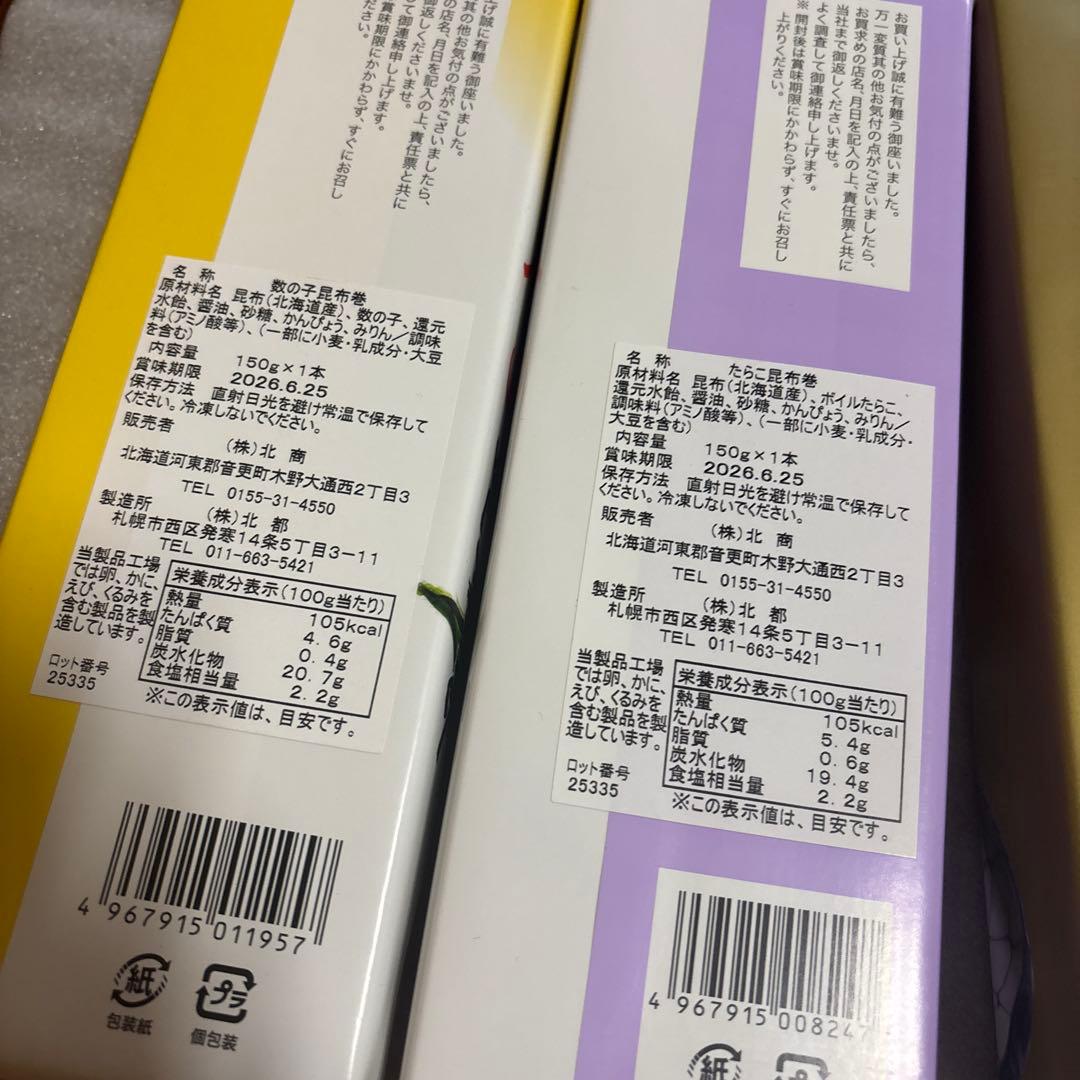 上げ誠に有難う御座いました。
其の他お気付の点がございましたら、
の店名、月日を記入の上、責任票と共に
御返しくださいませ。
て御連絡申し上げます。
賞味期限にかかわらず、すぐにお召し
ださい。
名称 数の子昆布巻
原材料名 昆布(北海道産)、数の子、還元
水飴、醤油、砂糖、かんぴょう、みりん/調味
料(アミノ酸等)、(一部に小麦・乳成分・大豆
を含む)
内容量 150g×1本
賞味期限 2026.6.25
保存方法 直射日光を避け常温で保存して
ください。冷凍しないでください。
販売者
(株)北 商
北海道河東郡音更町木野大通西2丁目3
TEL 0155-31-4550
製造所 (株)北 都
札幌市西区発寒14条5丁目3-11
TEL 011-663-5421
当製品工場
では卵、かに、
えび、くるみを
含む製品を製
造しています。
ロット番号
25335
栄養成分表示(100g当たり)
熱量 105kcal
たんぱく質 4.6g
脂質 0.4g
炭水化物 20.7g
食塩相当量 2.2g
※この表示値は、目安です。
4 967915 011957
紙
包装紙
プラ
個包装
お買い上げ誠に有難う御座いました。
万一変質其の他お気付の点がございましたら、
お買求めの店名、月日を記入の上、責任票と共に
当社まで御返しくださいませ。
よく調査して御連絡申し上げます。
※開封後は賞味期限にかかわらず、すぐにお召し
上がりください。
名称 たらこ昆布巻
原材料名 昆布(北海道産)、ボイルたらこ、
還元水飴、醤油、砂糖、かんぴょう、みりん/
調味料(アミノ酸等)、(一部に小麦・乳成分・
大豆を含む)
内容量 150g×1本
賞味期限 2026.6.25
保存方法 直射日光を避け常温で保存して
ください。冷凍しないでください。
販売者
(株)北 商
北海道河東郡音更町木野大通西2丁目3
TEL 0155-31-4550
製造所 (株)北 都
札幌市西区発寒14条5丁目3-11
TEL 011-663-5421
当製品工場
では卵、かに、
えび、くるみを
含む製品を製
造しています。
ロット番号
25335
栄養成分表示(100g当たり)
熱量 105kcal
たんぱく質 5.4g
脂質 0.6g
炭水化物 19.4g
食塩相当量 2.2g
※この表示値は、目安です。
4 967915 008247
紙
プラ